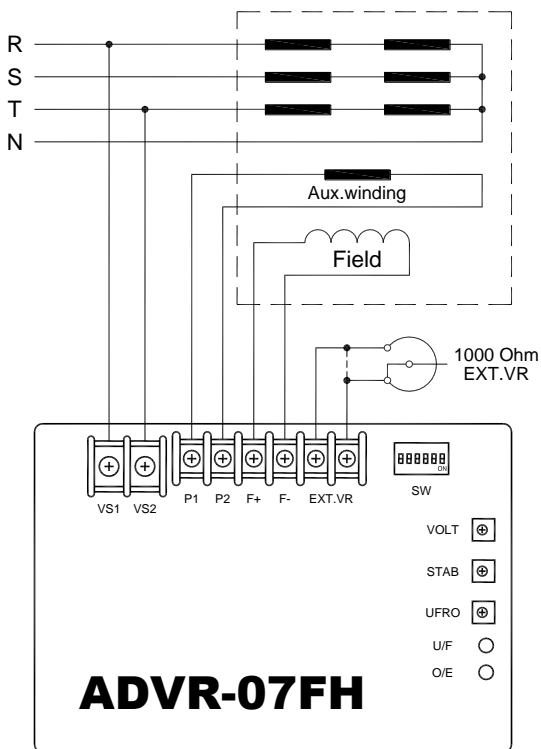 R
S
T
N
Aux.winding
Field
1000 Ohm
EXT.VR
VS1 VS2 P1 P2 F+ F- EXT.VR
ON
SW
VOLT
STAB
UFRO
U/F
O/E
ADVR-07FH